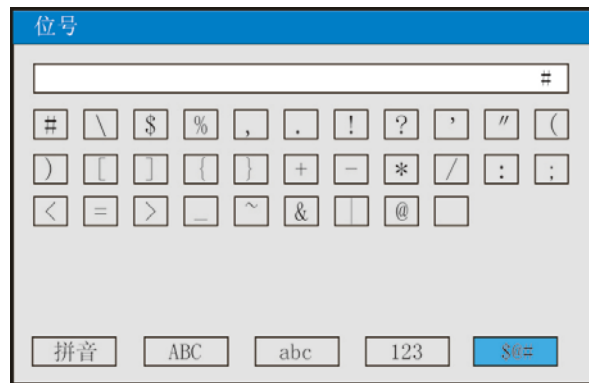 位号
#
# \ $ % , . ! ? ' " (
) [ ] { } + - * / : ;
< = > _ ~ & | @
拼音 ABC abc 123 $@=